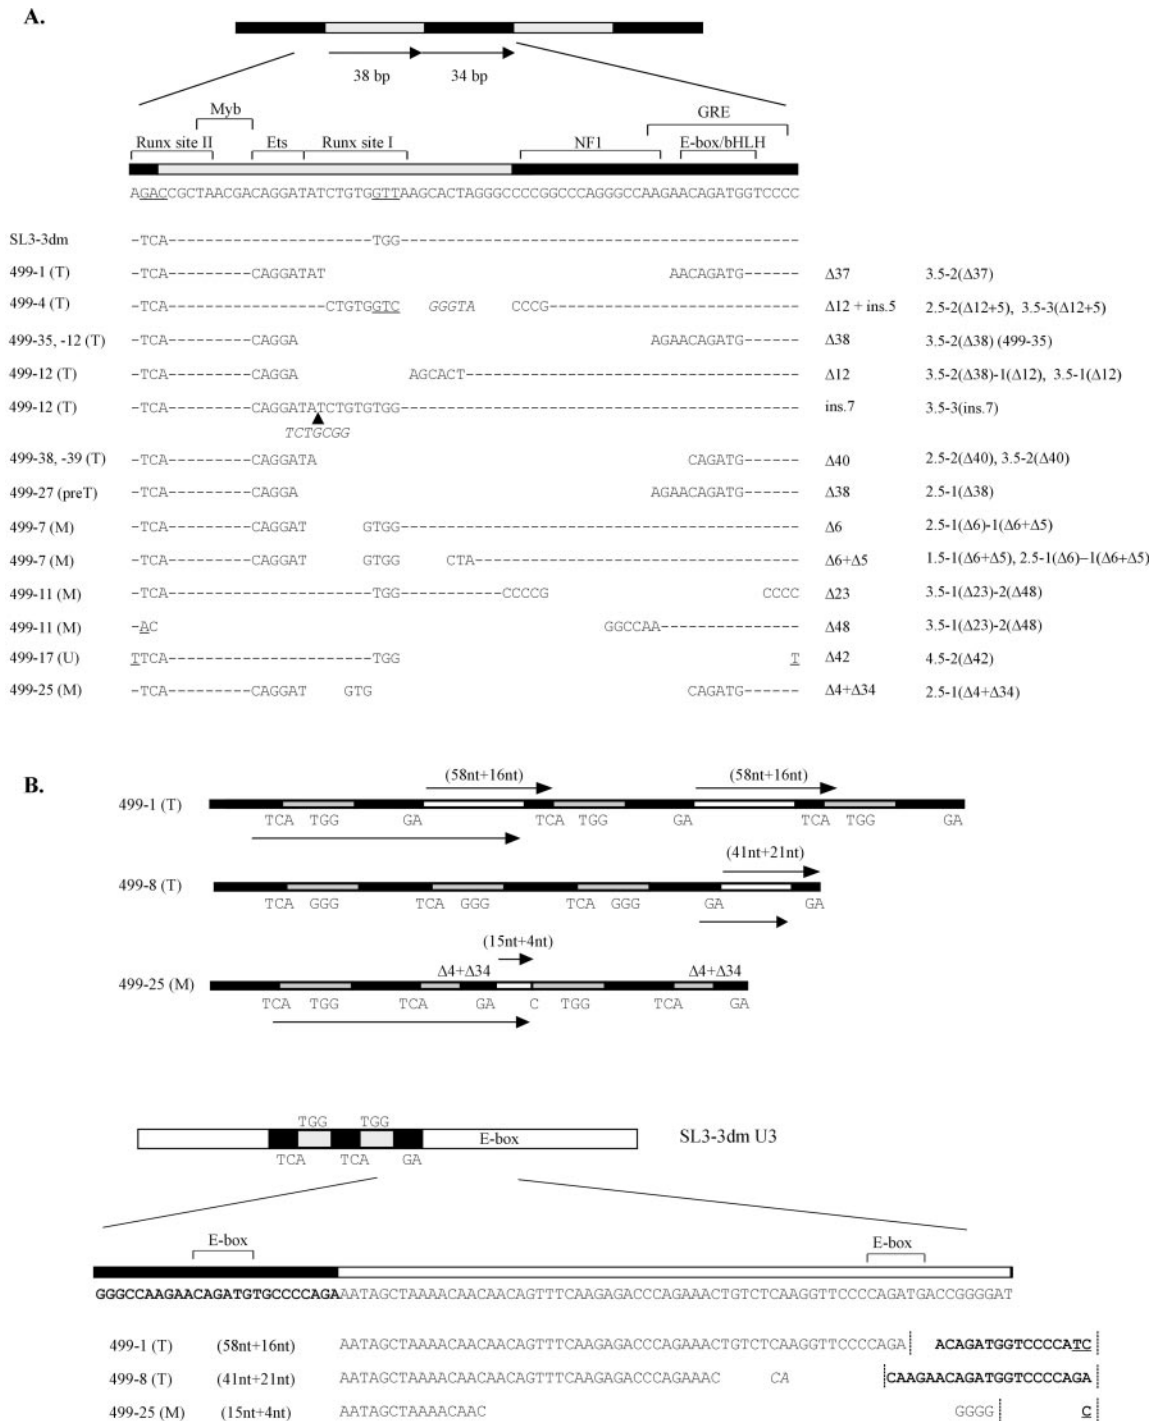 A.
38 bp 34 bp
Myb GRE
Runx site II Ets Runx site I NF1 E-box/bHLH
AGACCGCTAACGACAGGATATCTGTGGTTAAGCACTAGGGCCCCGGCCCAGGGCCAAGAACAGATGGTCCCC
SL3-3dm -TCA----------------------TGG-------------------------------------------
499-1 (T) -TCA---------CAGGATAT AACAGATG------ Δ37 3.5-2(Δ37)
499-4 (T) -TCA----------------- CTGTGGTC GGGTA CCCG--------------------------- Δ12 + ins.5 2.5-2(Δ12+5), 3.5-3(Δ12+5)
499-35, -12 (T) -TCA---------CAGGA AGAACAGATG------ Δ38 3.5-2(Δ38) (499-35)
499-12 (T) -TCA---------CAGGA AGCACT------------------------------------ Δ12 3.5-2(Δ38)-1(Δ12), 3.5-1(Δ12)
499-12 (T) -TCA---------CAGGATATCTGTGTGG------------------------------------------- ins.7 3.5-3(ins.7)
TCTGCGG
499-38, -39 (T) -TCA---------CAGGATA CAGATG------ Δ40 2.5-2(Δ40), 3.5-2(Δ40)
499-27 (preT) -TCA---------CAGGA AGAACAGATG------ Δ38 2.5-1(Δ38)
499-7 (M) -TCA---------CAGGAT GTGG------------------------------------------- Δ6 2.5-1(Δ6)-1(Δ6+Δ5)
499-7 (M) -TCA---------CAGGAT GTGG CTA----------------------------------- Δ6+Δ5 1.5-1(Δ6+Δ5), 2.5-1(Δ6)–1(Δ6+Δ5)
499-11 (M) -TCA----------------------TGG-----------CCCCG CCCC Δ23 3.5-1(Δ23)-2(Δ48)
499-11 (M) -AC GGCCAA--------------- Δ48 3.5-1(Δ23)-2(Δ48)
499-17 (U) TTCA----------------------TGG T Δ42 4.5-2(Δ42)
499-25 (M) -TCA---------CAGGAT GTG CAGATG------ Δ4+Δ34 2.5-1(Δ4+Δ34)
B.
(58nt+16nt) (58nt+16nt)
499-1 (T)
TCA TGG GA TCA TGG GA TCA TGG GA
(41nt+21nt)
499-8 (T)
TCA GGG TCA GGG TCA GGG GA GA
(15nt+4nt)
Δ4+Δ34 Δ4+Δ34
499-25 (M)
TCA TGG TCA GA C TGG TCA GA
TGG TGG
E-box SL3-3dm U3
TCA TCA GA
E-box E-box
GGGCCAAGAACAGATGTGCCCCAGAAATAGCTAAAACAACAACAGTTTCAAGAGACCCAGAAACTGTCTCAAGGTTCCCCAGATGACCGGGGAT
499-1 (T) (58nt+16nt) AATAGCTAAAACAACAACAGTTTCAAGAGACCCAGAAACTGTCTCAAGGTTCCCCAGA ACAGATGGTCCCCATC
499-8 (T) (41nt+21nt) AATAGCTAAAACAACAACAGTTTCAAGAGACCCAGAAAC CA CAAGAACAGATGGTCCCCAGA
499-25 (M) (15nt+4nt) AATAGCTAAAACAAC GGGG C